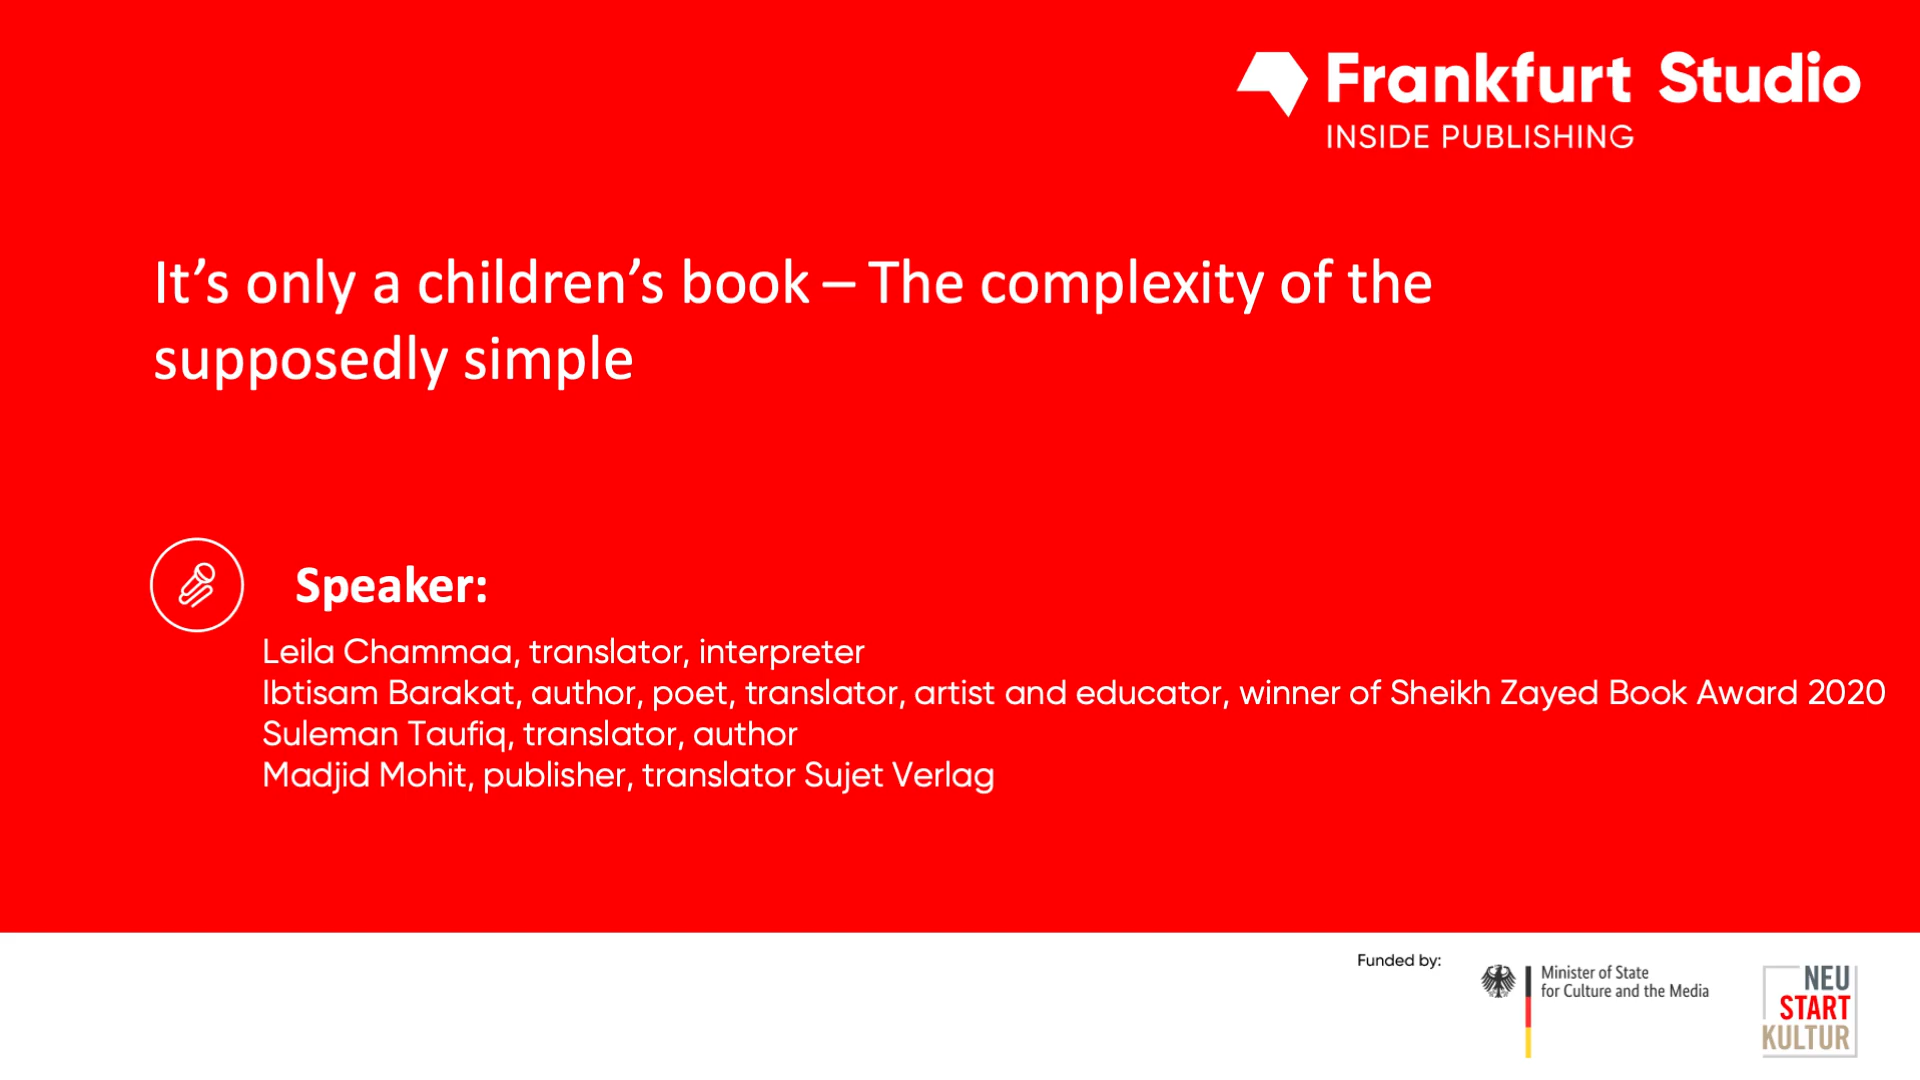 Frankfurt Studio
INSIDE PUBLISHING
It’s only a children’s book – The complexity of the
supposedly simple
Speaker:
Leila Chammaa, translator, interpreter
Ibtisam Barakat, author, poet, translator, artist and educator, winner of Sheikh Zayed Book Award 2020
Suleman Taufiq, translator, author
Madjid Mohit, publisher, translator Sujet Verlag
Funded by:
Minister of State
for Culture and the Media
NEU
START
KULTUR